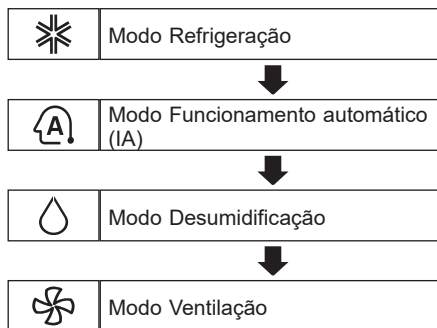 Modo Refrigeração
A
Modo Funcionamento automático
(IA)
Modo Desumidificação
Modo Ventilação